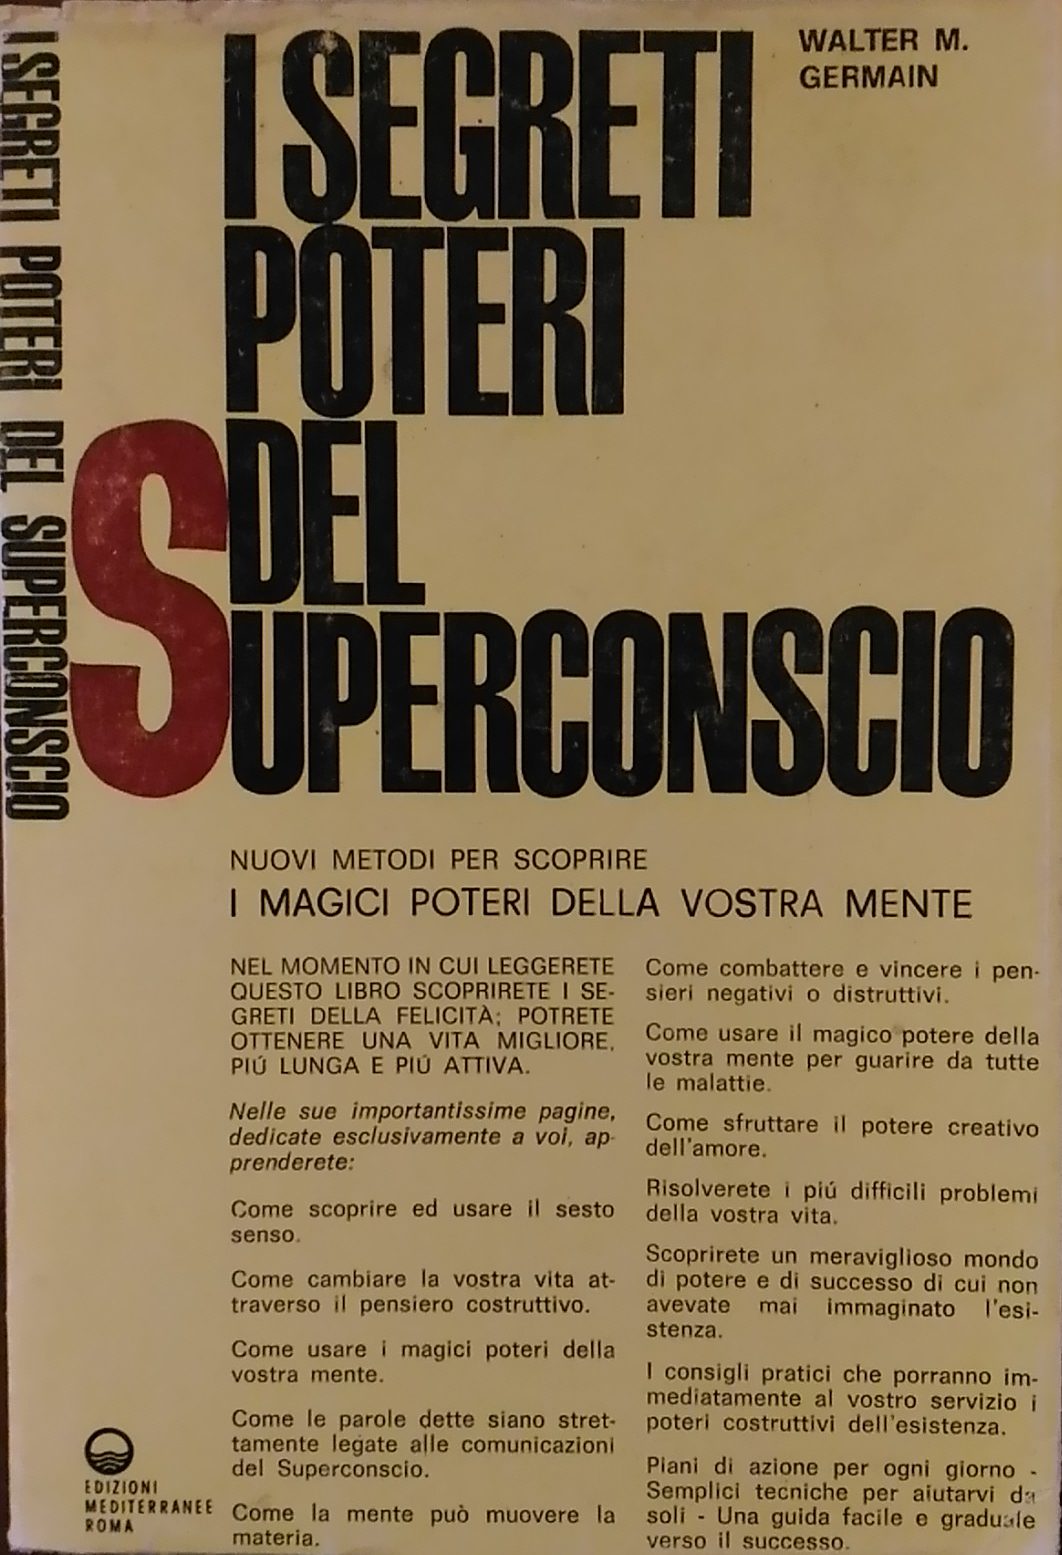 I SEGRETI POTERI DEL SUPERCONSCIO
WALTER M.
GERMAIN
I SEGRETI
POTERI
DEL
SUPERCONSCIO
NUOVI METODI PER SCOPRIRE
I MAGICI POTERI DELLA VOSTRA MENTE
NEL MOMENTO IN CUI LEGGERETE
QUESTO LIBRO SCOPRIRETE I SE-
GRETI DELLA FELICITÀ; POTRETE
OTTENERE UNA VITA MIGLIORE,
PIÚ LUNGA E PIÚ ATTIVA.
Nelle sue importantissime pagine,
dedicate esclusivamente a voi, ap-
prenderete:
Come scoprire ed usare il sesto
senso.
Come cambiare la vostra vita at-
traverso il pensiero costruttivo.
Come usare i magici poteri della
vostra mente.
Come le parole dette siano stret-
tamente legate alle comunicazioni
del Superconscio.
Come la mente può muovere la
materia.
Come combattere e vincere i pen-
sieri negativi o distruttivi.
Come usare il magico potere della
vostra mente per guarire da tutte
le malattie.
Come sfruttare il potere creativo
dell'amore.
Risolverete i piú difficili problemi
della vostra vita.
Scoprirete un meraviglioso mondo
di potere e di successo di cui non
avevate mai immaginato l'esi-
stenza.
I consigli pratici che porranno im-
mediatamente al vostro servizio i
poteri costruttivi dell'esistenza.
Piani di azione per ogni giorno -
Semplici tecniche per aiutarvi da
soli - Una guida facile e graduale
verso il successo.
EDIZIONI
MEDITERRANEE
ROMA